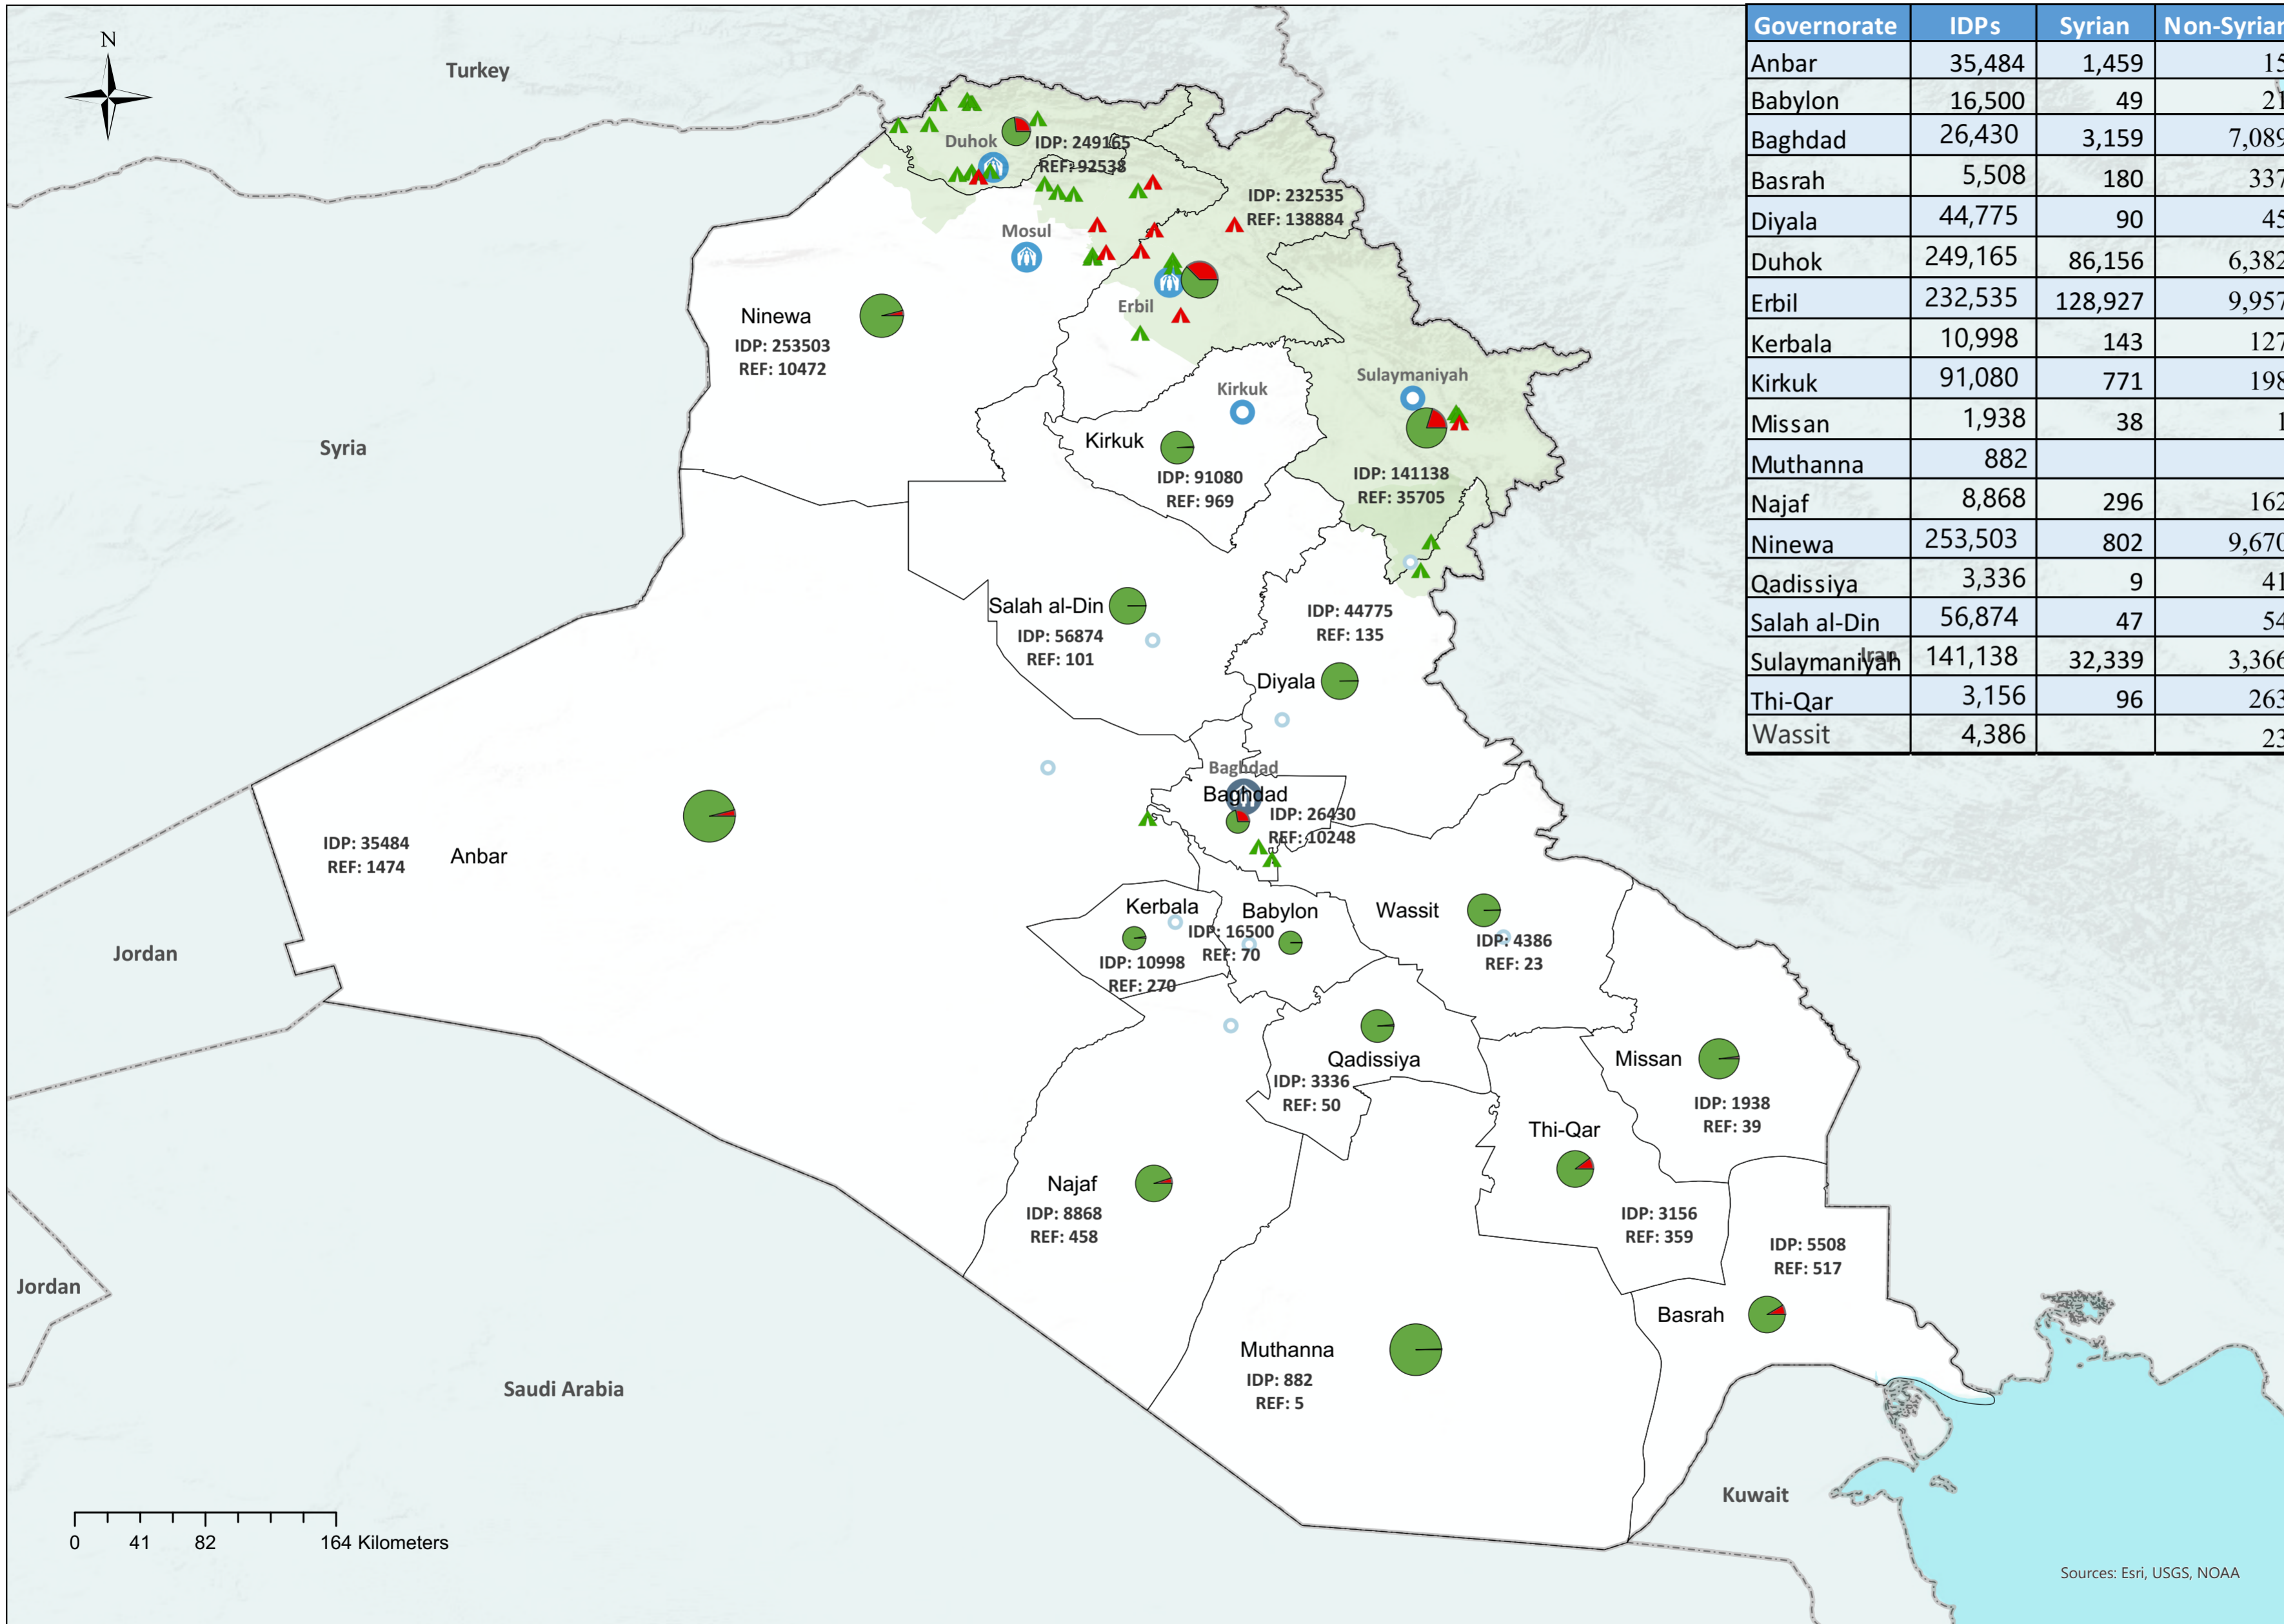 Governorate IDPs Syrian Non-Syrian
Anbar 35,484 1,459 15
Babylon 16,500 49 21
Baghdad 26,430 3,159 7,089
Basrah 5,508 180 337
Diyala 44,775 90 45
Duhok 249,165 86,156 6,382
Erbil 232,535 128,927 9,957
Kerbala 10,998 143 127
Kirkuk 91,080 771 198
Missan 1,938 38 1
Muthanna 882
Najaf 8,868 296 162
Ninewa 253,503 802 9,670
Qadissiya 3,336 9 41
Salah al-Din 56,874 47 54
Sulaymaniyah 141,138 32,339 3,366
Iran
Thi-Qar 3,156 96 263
Wassit 4,386 23
N
Turkey
Duhok
IDP: 249165
REF: 92538
IDP: 232535
REF: 138884
Mosul
Erbil
Ninewa
IDP: 253503
REF: 10472
Kirkuk
Sulaymaniyah
Kirkuk
IDP: 91080
REF: 969
IDP: 141138
REF: 35705
Syria
Salah al-Din
IDP: 56874
REF: 101
IDP: 44775
REF: 135
Diyala
Baghdad
Baghdad
IDP: 26430
REF: 10248
IDP: 35484
REF: 1474
Anbar
Kerbala
IDP: 10998
REF: 270
Babylon
IDP: 16500
REF: 70
Wassit
IDP: 4386
REF: 23
Jordan
Qadissiya
IDP: 3336
REF: 50
Missan
IDP: 1938
REF: 39
Thi-Qar
IDP: 3156
REF: 359
Najaf
IDP: 8868
REF: 458
IDP: 5508
REF: 517
Basrah
Jordan
Muthanna
IDP: 882
REF: 5
Saudi Arabia
Kuwait
0 41 82 164 Kilometers
Sources: Esri, USGS, NOAA